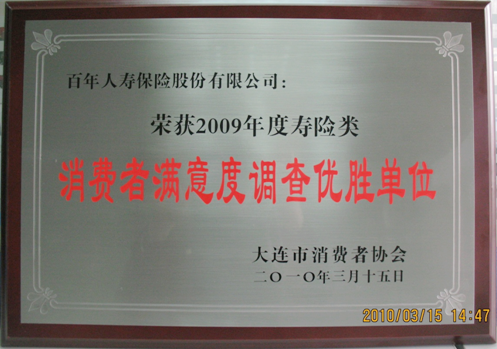 百年人寿保险股份有限公司：
荣获2009年度寿险类
消费者满意度调查优胜单位
大连市消费者协会
二〇一〇年三月十五日
2010/03/15 14:47